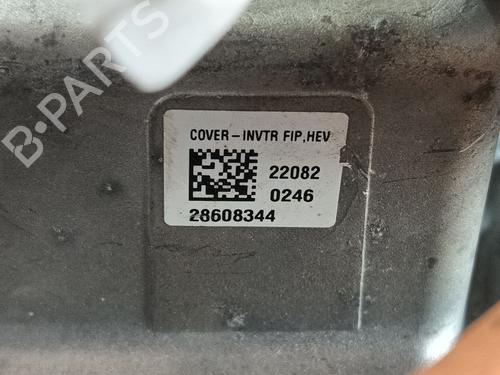 B-PARTS
COVER-INVTR FIP,HEV
22082
0246
28608344